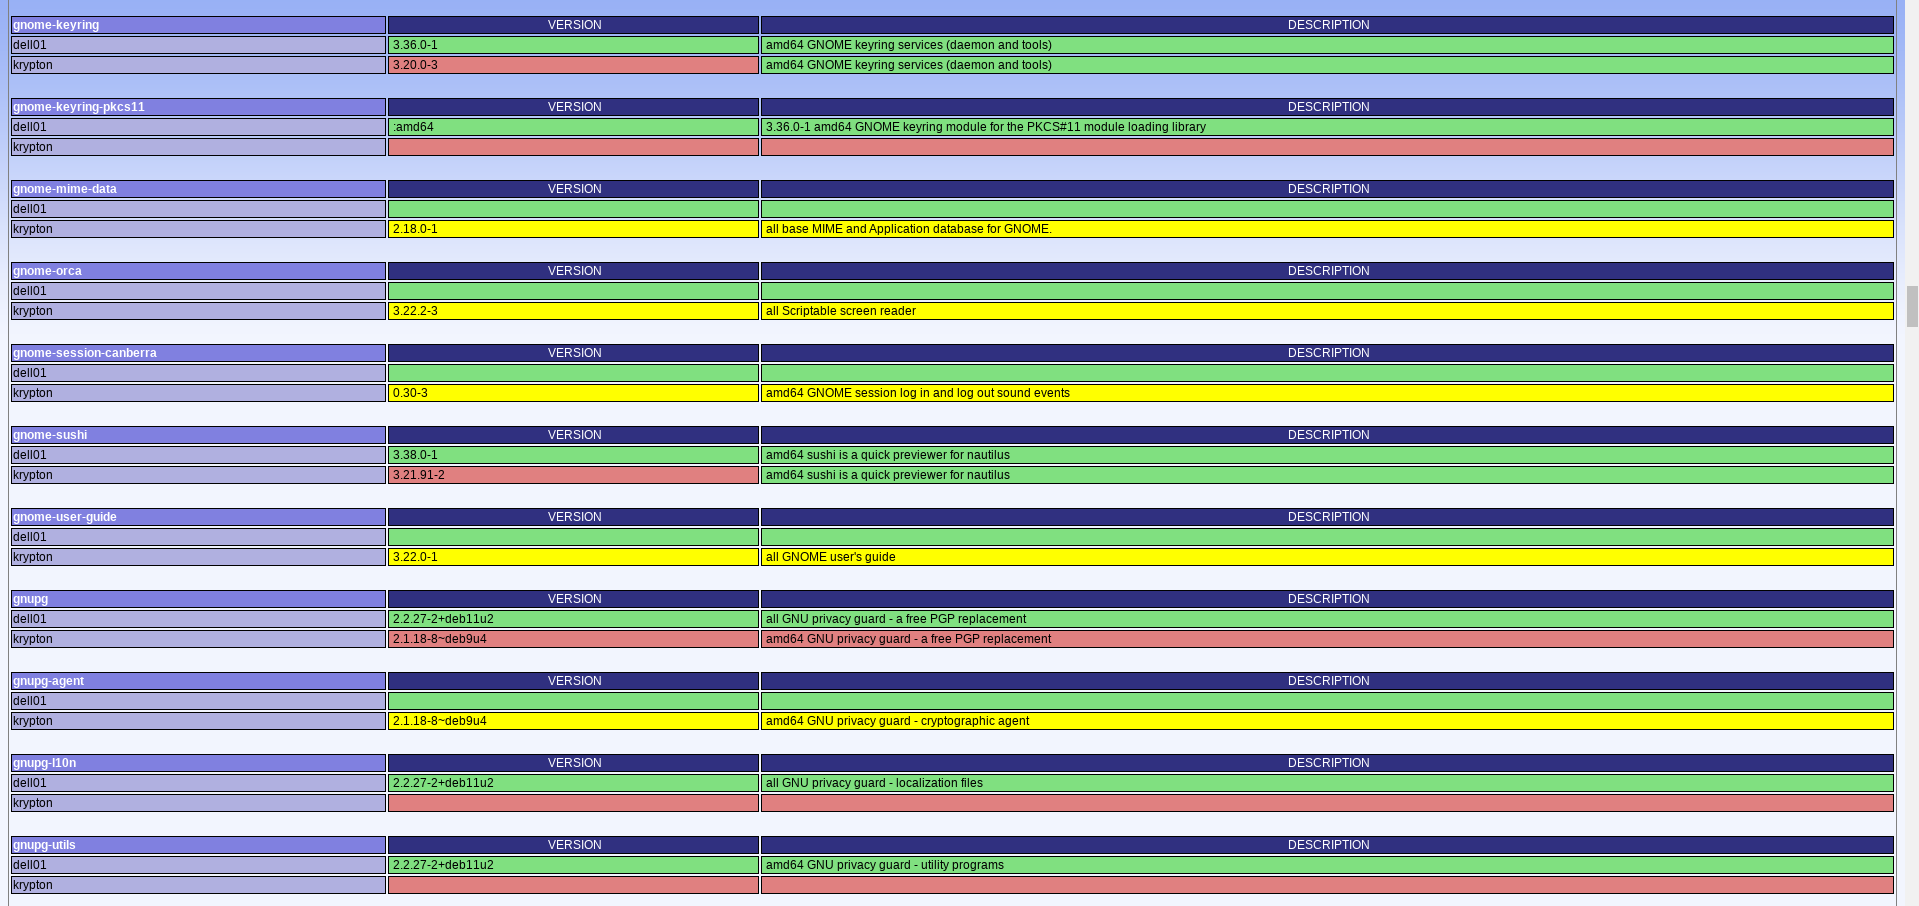 gnome-keyring VERSION DESCRIPTION
dell01 3.36.0-1 amd64 GNOME keyring services (daemon and tools)
krypton 3.20.0-3 amd64 GNOME keyring services (daemon and tools)
gnome-keyring-pkcs11 VERSION DESCRIPTION
dell01 :amd64 3.36.0-1 amd64 GNOME keyring module for the PKCS#11 module loading library
krypton
gnome-mime-data VERSION DESCRIPTION
dell01
krypton 2.18.0-1 all base MIME and Application database for GNOME.
gnome-orca VERSION DESCRIPTION
dell01
krypton 3.22.2-3 all Scriptable screen reader
gnome-session-canberra VERSION DESCRIPTION
dell01
krypton 0.30-3 amd64 GNOME session log in and log out sound events
gnome-sushi VERSION DESCRIPTION
dell01 3.38.0-1 amd64 sushi is a quick previewer for nautilus
krypton 3.21.91-2 amd64 sushi is a quick previewer for nautilus
gnome-user-guide VERSION DESCRIPTION
dell01
krypton 3.22.0-1 all GNOME user's guide
gnupg VERSION DESCRIPTION
dell01 2.2.27-2+deb11u2 all GNU privacy guard - a free PGP replacement
krypton 2.1.18-8~deb9u4 amd64 GNU privacy guard - a free PGP replacement
gnupg-agent VERSION DESCRIPTION
dell01
krypton 2.1.18-8~deb9u4 amd64 GNU privacy guard - cryptographic agent
gnupg-l10n VERSION DESCRIPTION
dell01 2.2.27-2+deb11u2 all GNU privacy guard - localization files
krypton
gnupg-utils VERSION DESCRIPTION
dell01 2.2.27-2+deb11u2 amd64 GNU privacy guard - utility programs
krypton